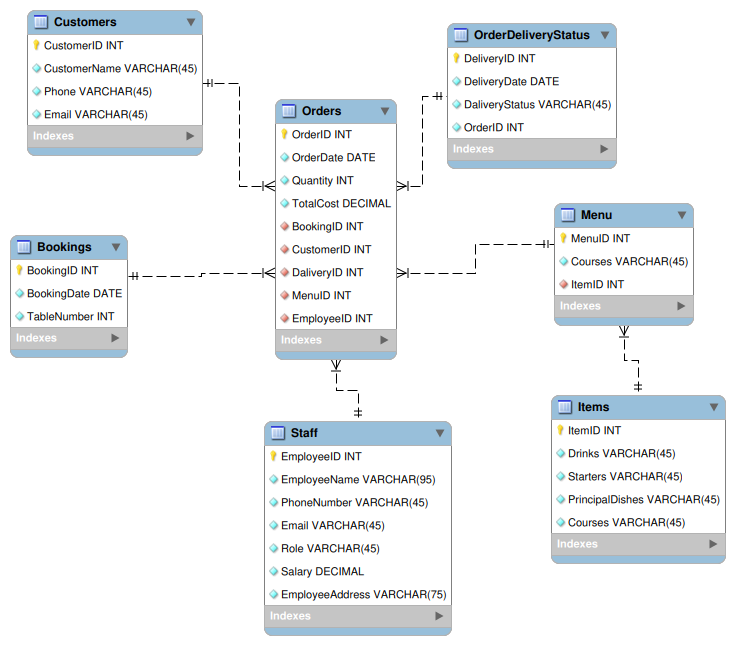 Customers
CustomerID INT
CustomerName VARCHAR(45)
Phone VARCHAR(45)
Email VARCHAR(45)
Indexes
OrderDeliveryStatus
DeliveryID INT
DeliveryDate DATE
DaliveryStatus VARCHAR(45)
OrderID INT
Indexes
Orders
OrderID INT
OrderDate DATE
Quantity INT
TotalCost DECIMAL
BookingID INT
CustomerID INT
DaliveryID INT
MenuID INT
EmployeeID INT
Indexes
Menu
MenuID INT
Courses VARCHAR(45)
ItemID INT
Indexes
Bookings
BookingID INT
BookingDate DATE
TableNumber INT
Indexes
Items
ItemID INT
Drinks VARCHAR(45)
Starters VARCHAR(45)
PrincipalDishes VARCHAR(45)
Courses VARCHAR(45)
Indexes
Staff
EmployeeID INT
EmployeeName VARCHAR(95)
PhoneNumber VARCHAR(45)
Email VARCHAR(45)
Role VARCHAR(45)
Salary DECIMAL
EmployeeAddress VARCHAR(75)
Indexes